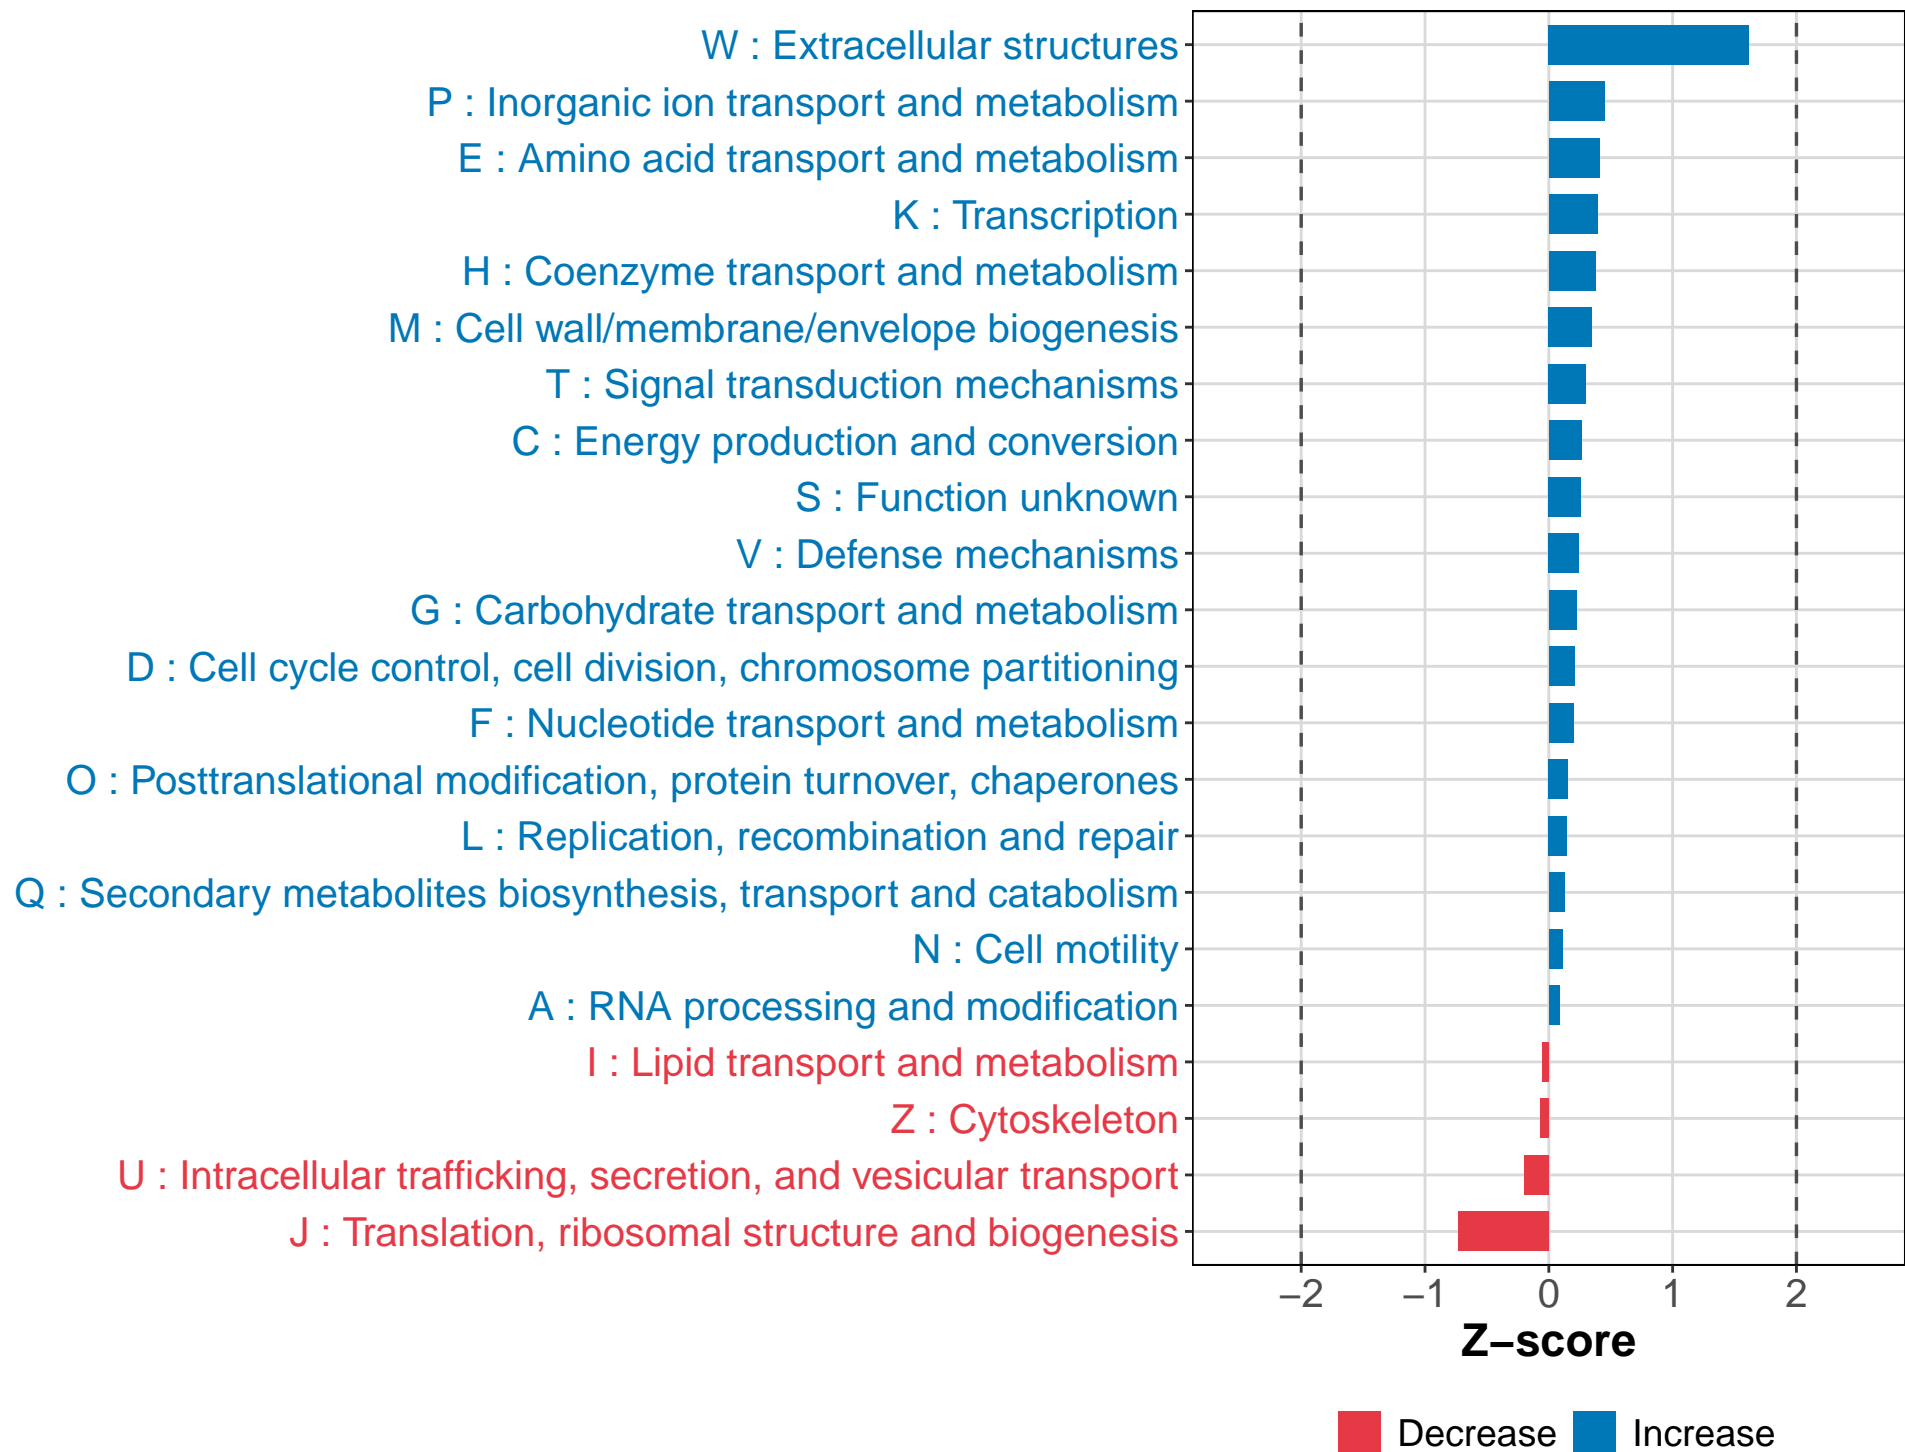 W : Extracellular structures
P : Inorganic ion transport and metabolism
E : Amino acid transport and metabolism
K : Transcription
H : Coenzyme transport and metabolism
M : Cell wall/membrane/envelope biogenesis
T : Signal transduction mechanisms
C : Energy production and conversion
S : Function unknown
V : Defense mechanisms
G : Carbohydrate transport and metabolism
D : Cell cycle control, cell division, chromosome partitioning
F : Nucleotide transport and metabolism
O : Posttranslational modification, protein turnover, chaperones
L : Replication, recombination and repair
Q : Secondary metabolites biosynthesis, transport and catabolism
N : Cell motility
A : RNA processing and modification
I : Lipid transport and metabolism
Z : Cytoskeleton
U : Intracellular trafficking, secretion, and vesicular transport
J : Translation, ribosomal structure and biogenesis
−2 −1 0 1 2
Z−score
Decrease Increase